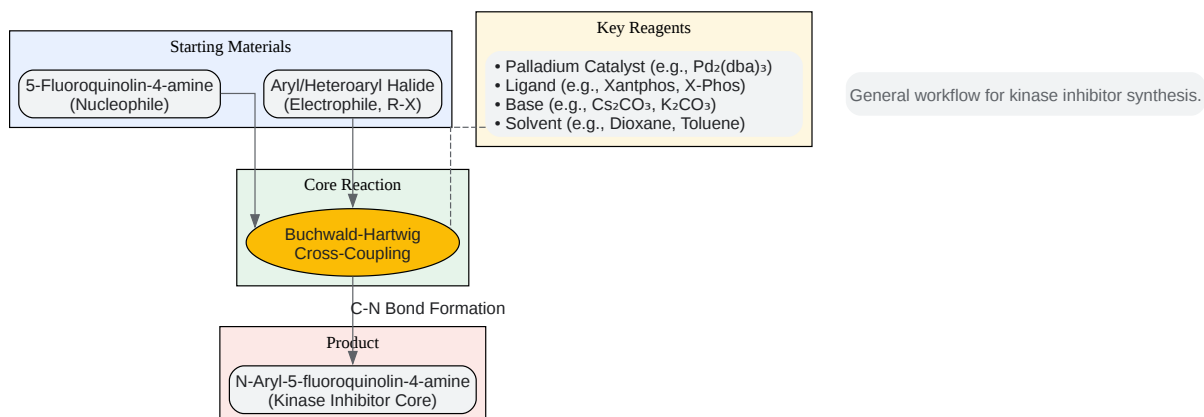 Starting Materials
5-Fluoroquinolin-4-amine
(Nucleophile)
Aryl/Heteroaryl Halide
(Electrophile, R-X)
Key Reagents
• Palladium Catalyst (e.g., Pd₂(dba)₃)
• Ligand (e.g., Xantphos, X-Phos)
• Base (e.g., Cs₂CO₃, K₂CO₃)
• Solvent (e.g., Dioxane, Toluene)
General workflow for kinase inhibitor synthesis.
Core Reaction
Buchwald-Hartwig
Cross-Coupling
C-N Bond Formation
Product
N-Aryl-5-fluoroquinolin-4-amine
(Kinase Inhibitor Core)